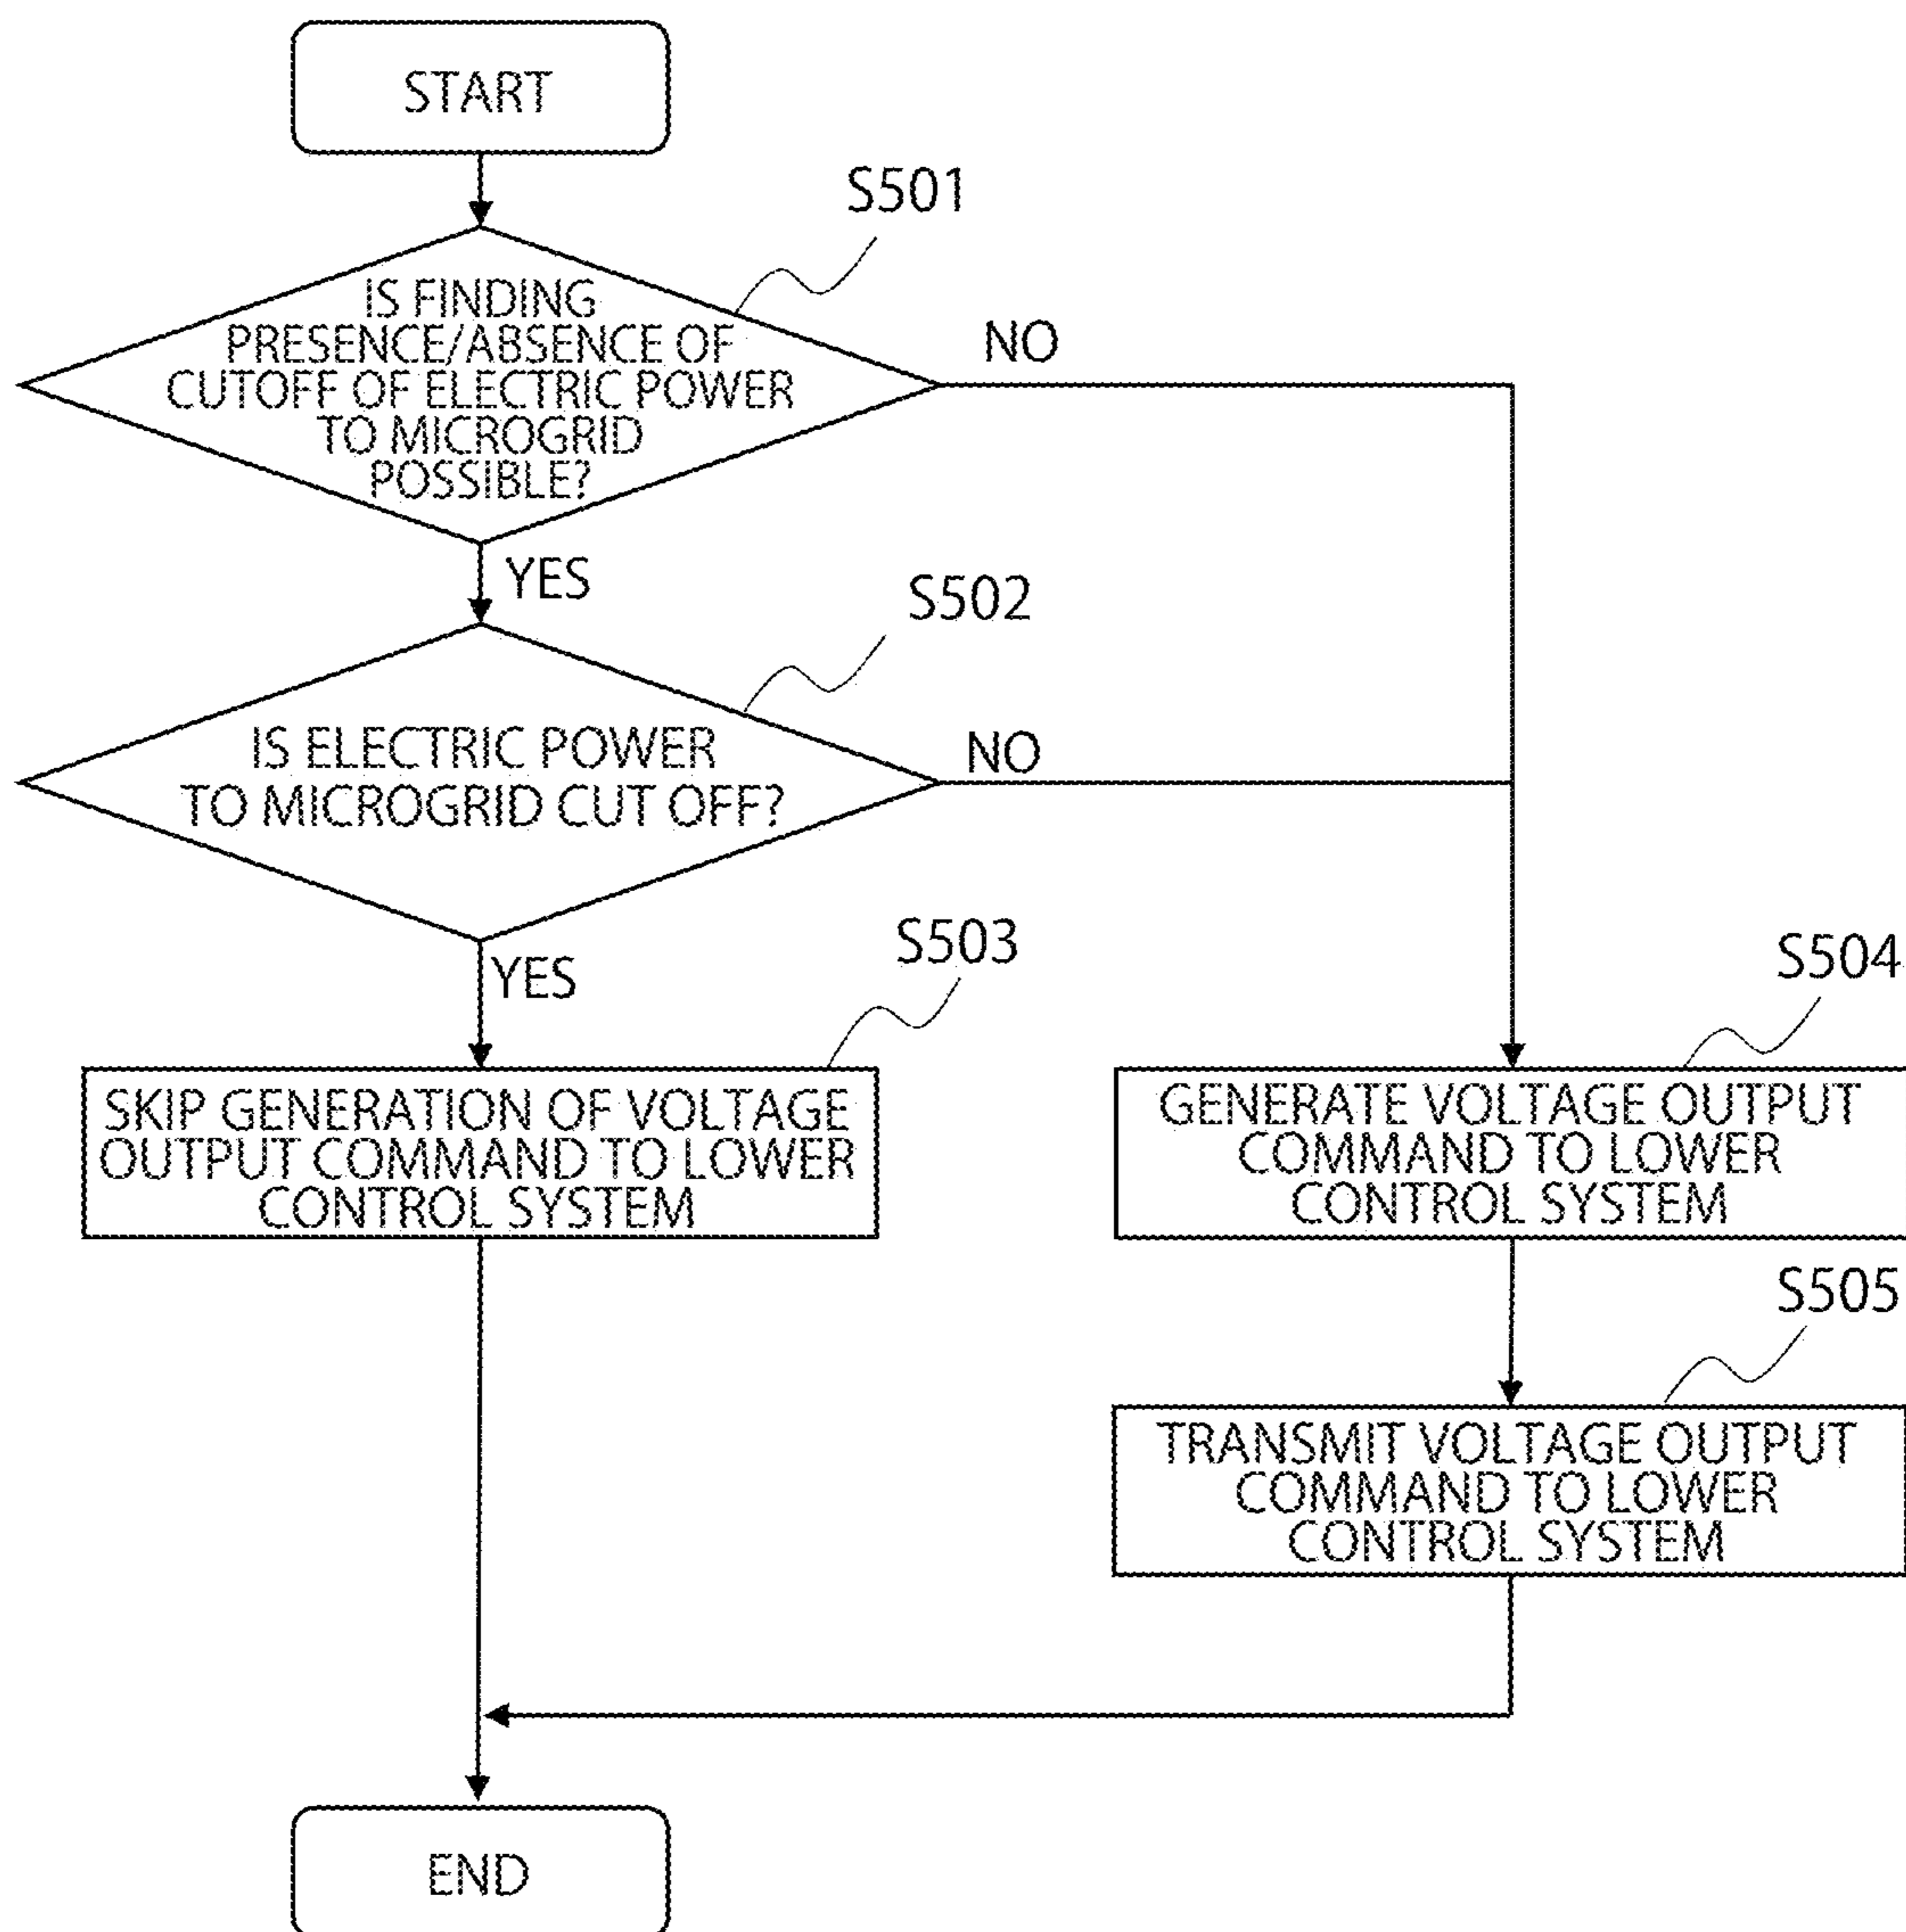 START
S501
IS FINDING
PRESENCE/ABSENCE OF
CUTOFF OF ELECTRIC POWER
TO MICROGRID
POSSIBLE?
NO
YES
S502
IS ELECTRIC POWER
TO MICROGRID CUT OFF?
NO
YES
S503
SKIP GENERATION OF VOLTAGE
OUTPUT COMMAND TO LOWER
CONTROL SYSTEM
S504
GENERATE VOLTAGE OUTPUT
COMMAND TO LOWER
CONTROL SYSTEM
S505
TRANSMIT VOLTAGE OUTPUT
COMMAND TO LOWER
CONTROL SYSTEM
END